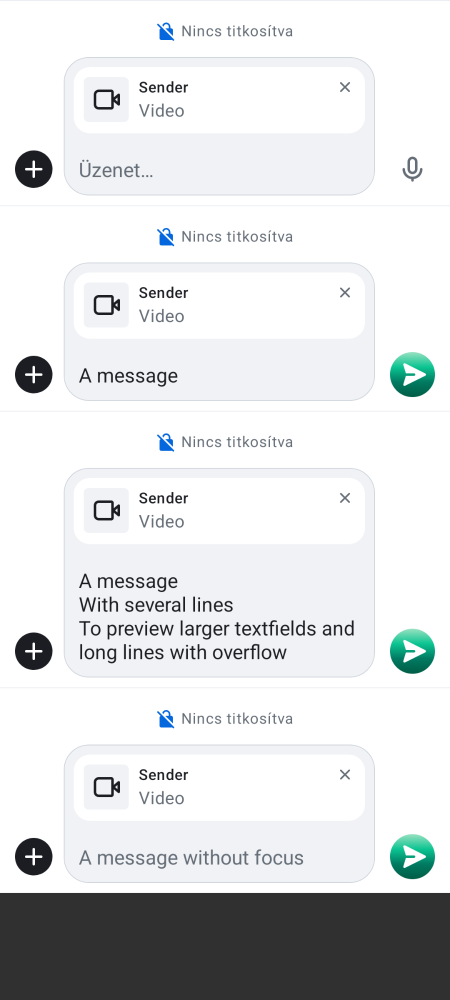 Nincs titkosítva
Sender
Video
Üzenet…
Nincs titkosítva
Sender
Video
A message
Nincs titkosítva
Sender
Video
A message
With several lines
To preview larger textfields and
long lines with overflow
Nincs titkosítva
Sender
Video
A message without focus